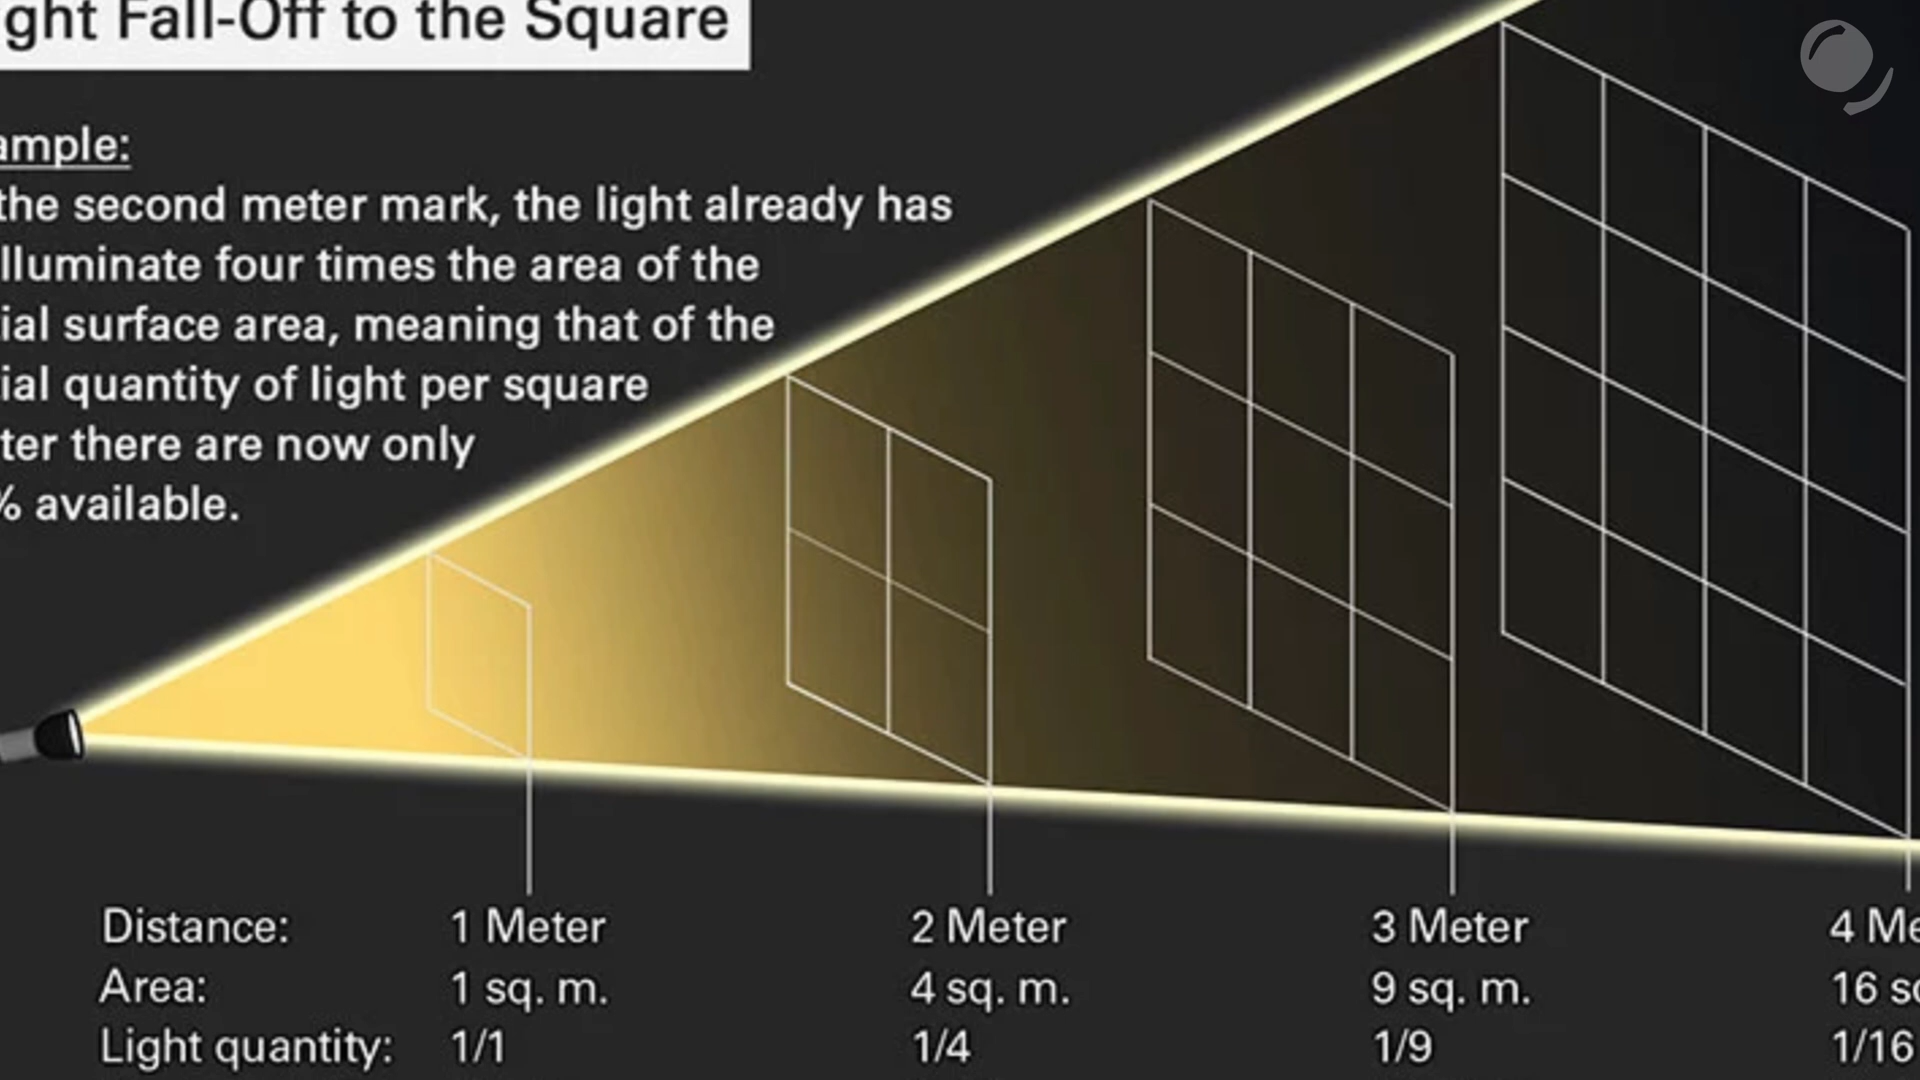 ght Fall-Off to the Square
ample:
the second meter mark, the light already has
lluminate four times the area of the
ial surface area, meaning that of the
ial quantity of light per square
ter there are now only
% available.
Distance: 1 Meter 2 Meter 3 Meter 4 Me
Area: 1 sq. m. 4 sq. m. 9 sq. m. 16 sq
Light quantity: 1/1 1/4 1/9 1/16